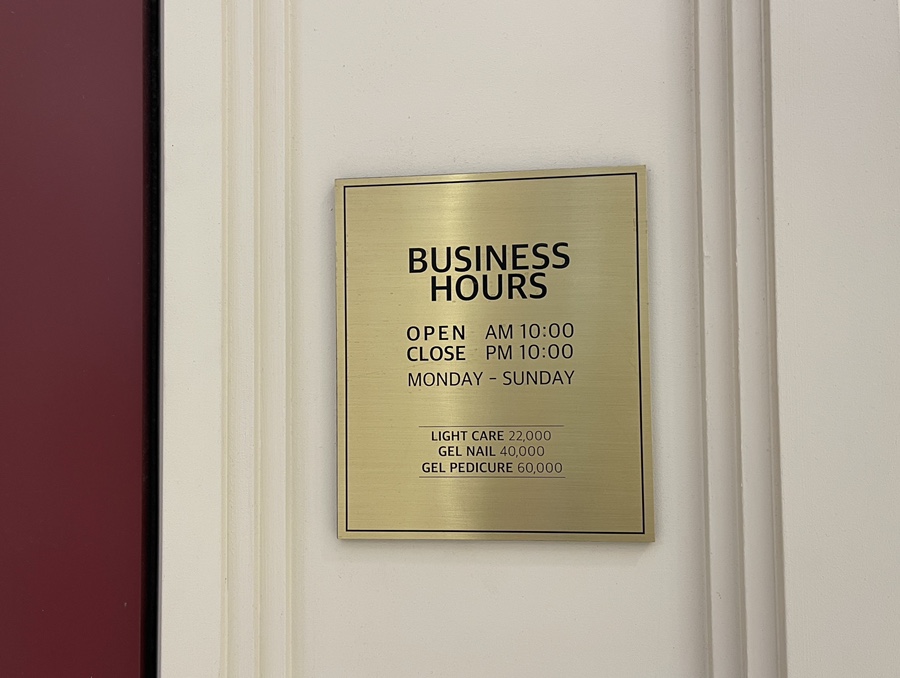 BUSINESS
HOURS
OPEN AM 10:00
CLOSE PM 10:00
MONDAY - SUNDAY
LIGHT CARE 22,000
GEL NAIL 40,000
GEL PEDICURE 60,000